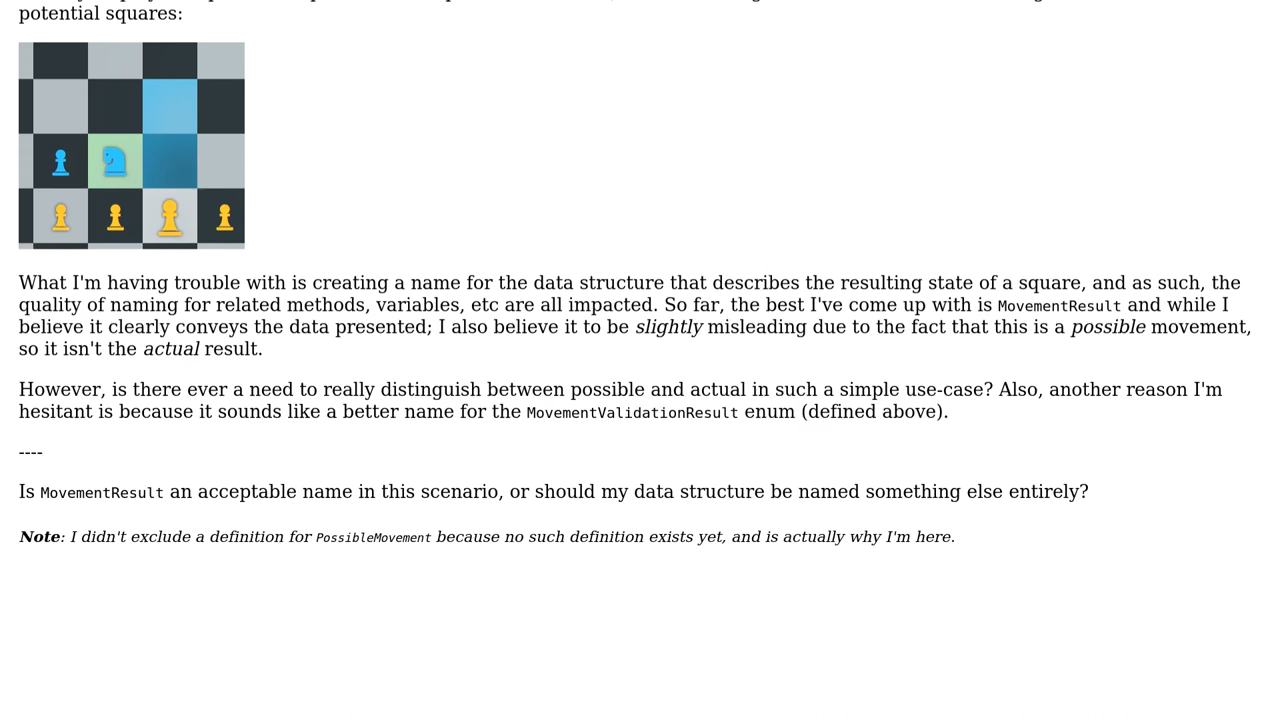 potential squares:
What I'm having trouble with is creating a name for the data structure that describes the resulting state of a square, and as such, the
quality of naming for related methods, variables, etc are all impacted. So far, the best I've come up with is MovementResult and while I
believe it clearly conveys the data presented; I also believe it to be slightly misleading due to the fact that this is a possible movement,
so it isn't the actual result.
However, is there ever a need to really distinguish between possible and actual in such a simple use-case? Also, another reason I'm
hesitant is because it sounds like a better name for the MovementValidationResult enum (defined above).
----
Is MovementResult an acceptable name in this scenario, or should my data structure be named something else entirely?
Note: I didn't exclude a definition for PossibleMovement because no such definition exists yet, and is actually why I'm here.